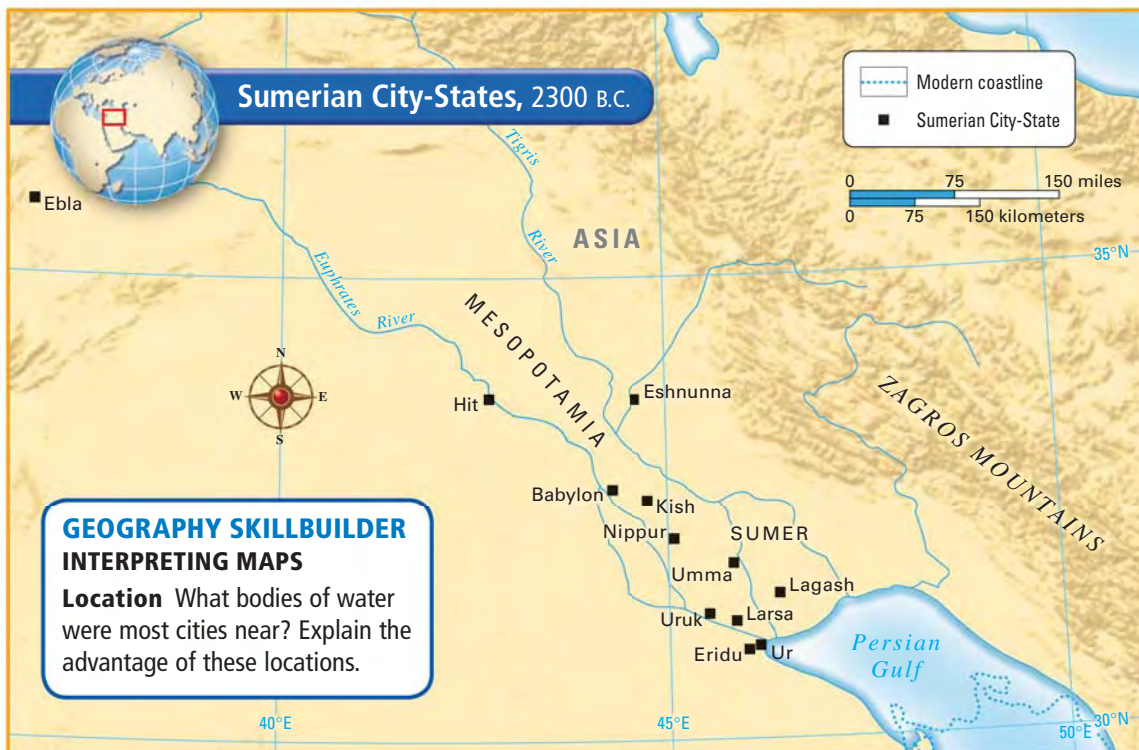 Sumerian City-States, 2300 B.C.
Modern coastline
Sumerian City-State
0 75 150 miles
0 75 150 kilometers
Ebla
Tigris
River
ASIA
35°N
Euphrates
River
MESOPOTAMIA
N
W E
S
Hit
Eshnunna
ZAGROS MOUNTAINS
Babylon
Kish
Nippur
SUMER
Umma
Lagash
Uruk
Larsa
Eridu
Ur
Persian
Gulf
GEOGRAPHY SKILLBUILDER
INTERPRETING MAPS
Location What bodies of water
were most cities near? Explain the
advantage of these locations.
40°E
45°E
50°E
30°N